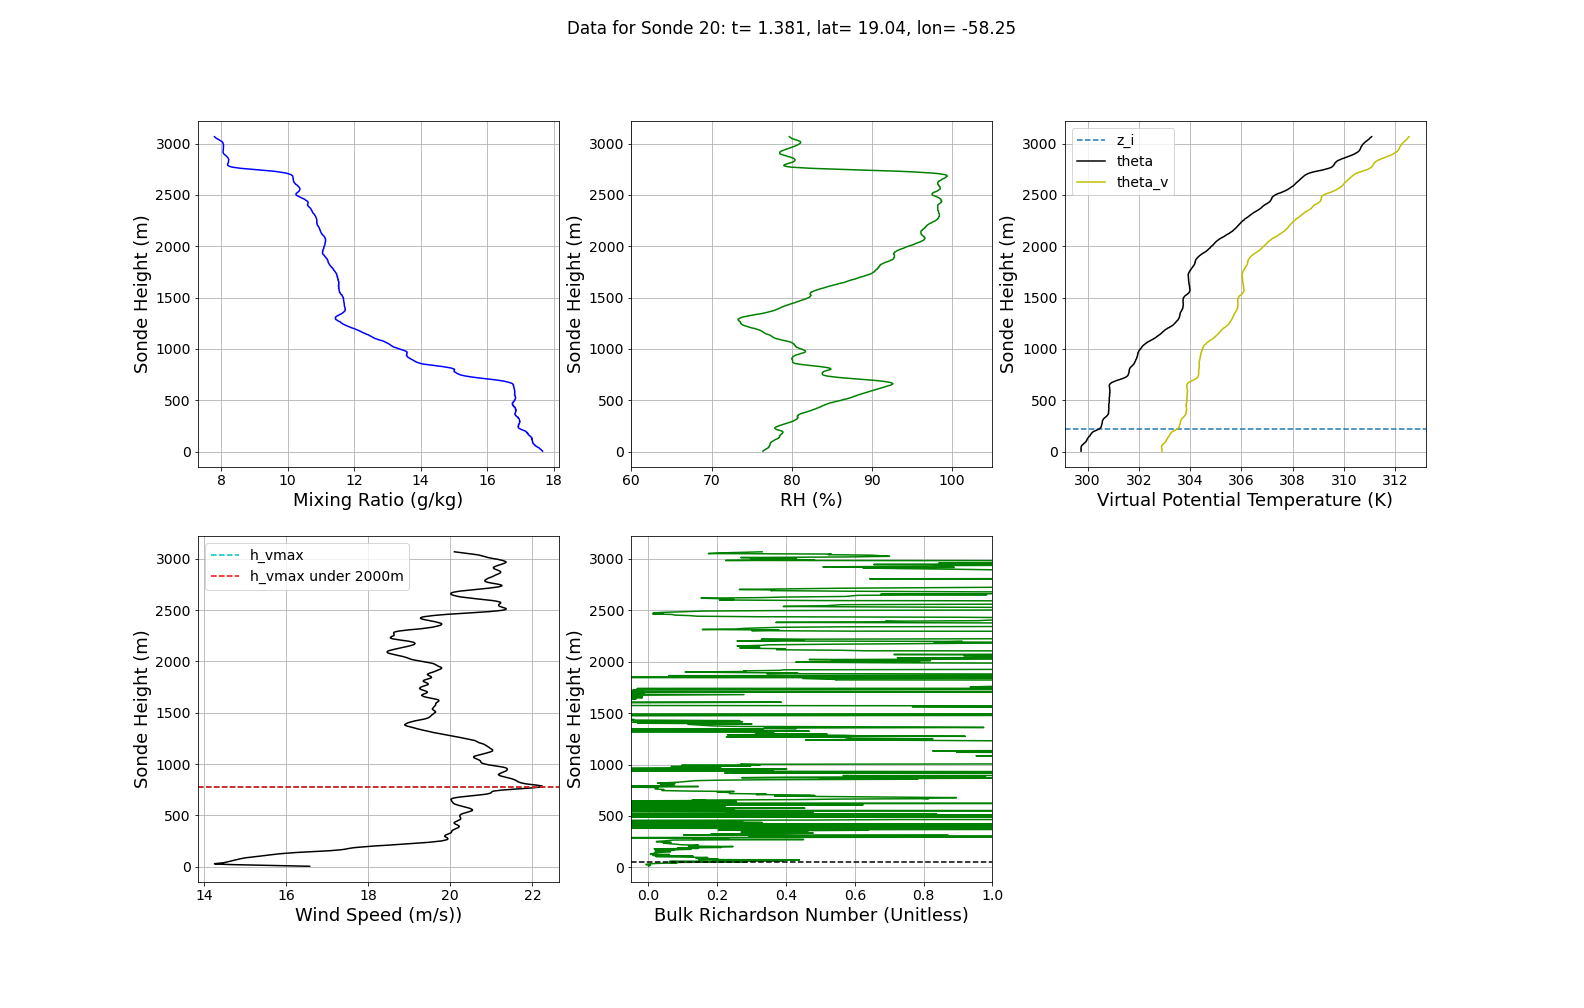 Data for Sonde 20: t= 1.381, lat= 19.04, lon= -58.25
Sonde Height (m)
3000
2500
2000
1500
1000
500
0
8 10 12 14 16 18
Mixing Ratio (g/kg)
Sonde Height (m)
3000
2500
2000
1500
1000
500
0
60 70 80 90 100
RH (%)
Sonde Height (m)
3000
2500
2000
1500
1000
500
0
z_i
theta
theta_v
300 302 304 306 308 310 312
Virtual Potential Temperature (K)
Sonde Height (m)
3000
2500
2000
1500
1000
500
0
h_vmax
h_vmax under 2000m
14 16 18 20 22
Wind Speed (m/s))
Sonde Height (m)
3000
2500
2000
1500
1000
500
0
0.0 0.2 0.4 0.6 0.8 1.0
Bulk Richardson Number (Unitless)